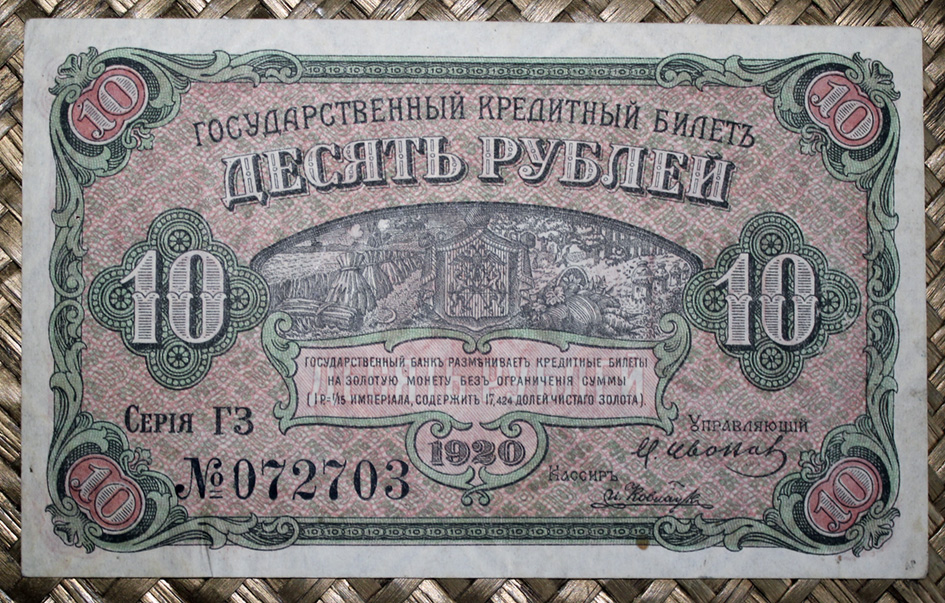 10 10
ГОСУДАРСТВЕННЫЙ КРЕДИТНЫЙ БИЛЕТЪ
ДЕСЯТЬ РУБЛЕЙ
10 10
ГОСУДАРСТВЕННЫЙ БАНКЪ РАЗМѢНИВАЕТЪ КРЕДИТНЫЕ БИЛЕТЫ
НА ЗОЛОТУЮ МОНЕТУ БЕЗЪ ОГРАНИЧЕНІЯ СУММЫ
(1 Р.=1/15 ИМПЕРІАЛА, СОДЕРЖИТЪ 17,424 ДОЛЕЙ ЧИСТАГО ЗОЛОТА).
СЕРІЯ ГЗ
УПРАВЛЯЮЩІЙ
1920
№ 072703
КАССИРЪ
10 10